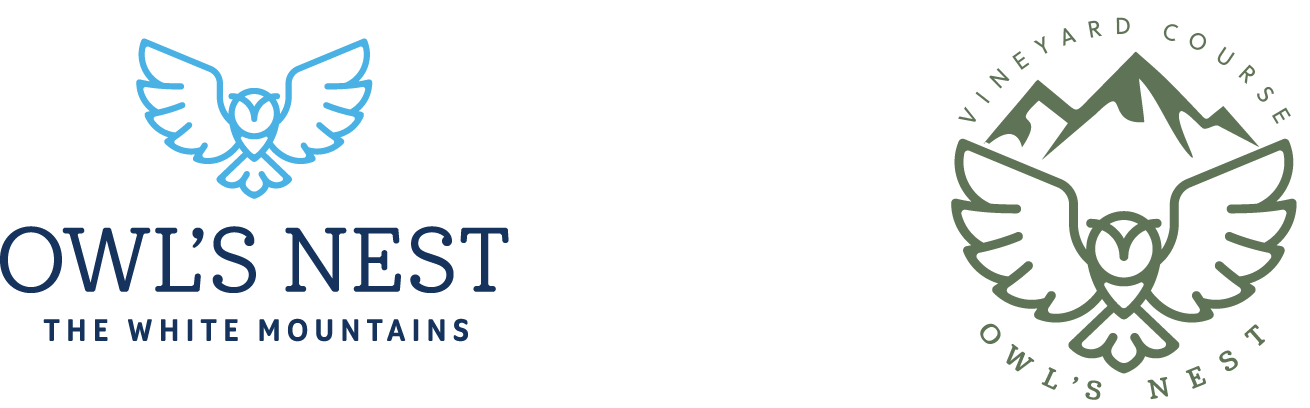 OWL'S NEST
THE WHITE MOUNTAINS
VINEYARD COURSE
OWL'S NEST